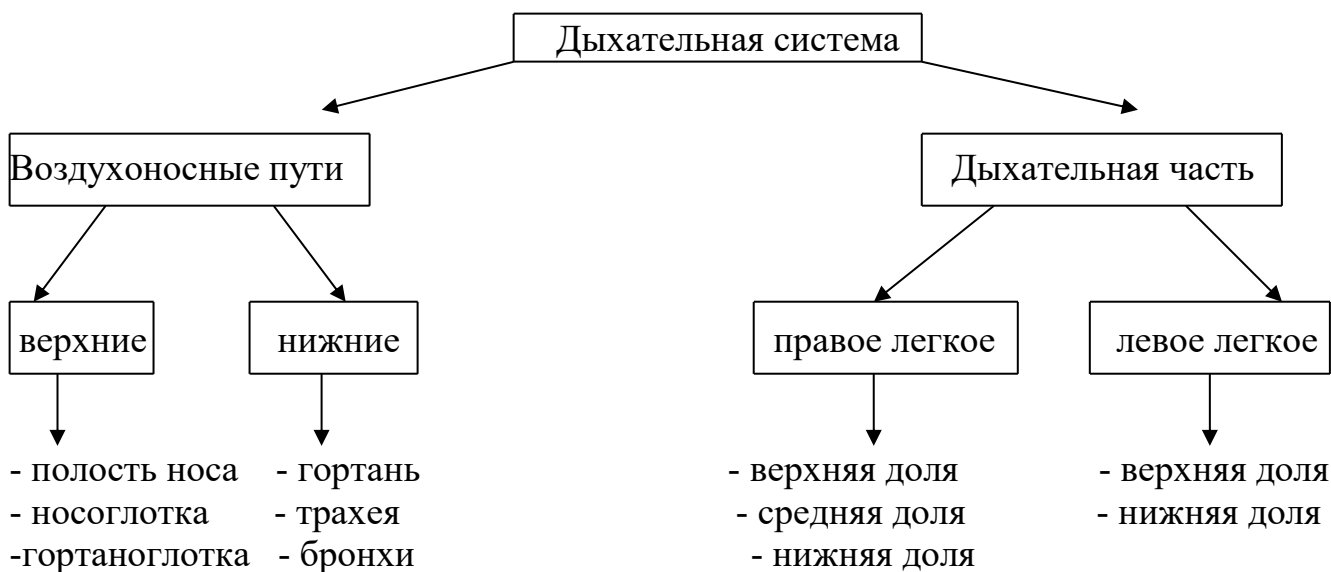 Дыхательная система
Воздухоносные пути
Дыхательная часть
верхние
нижние
правое легкое
левое легкое
- полость носа
- носоглотка
-гортаноглотка
- гортань
- трахея
- бронхи
- верхняя доля
- средняя доля
- нижняя доля
- верхняя доля
- нижняя доля